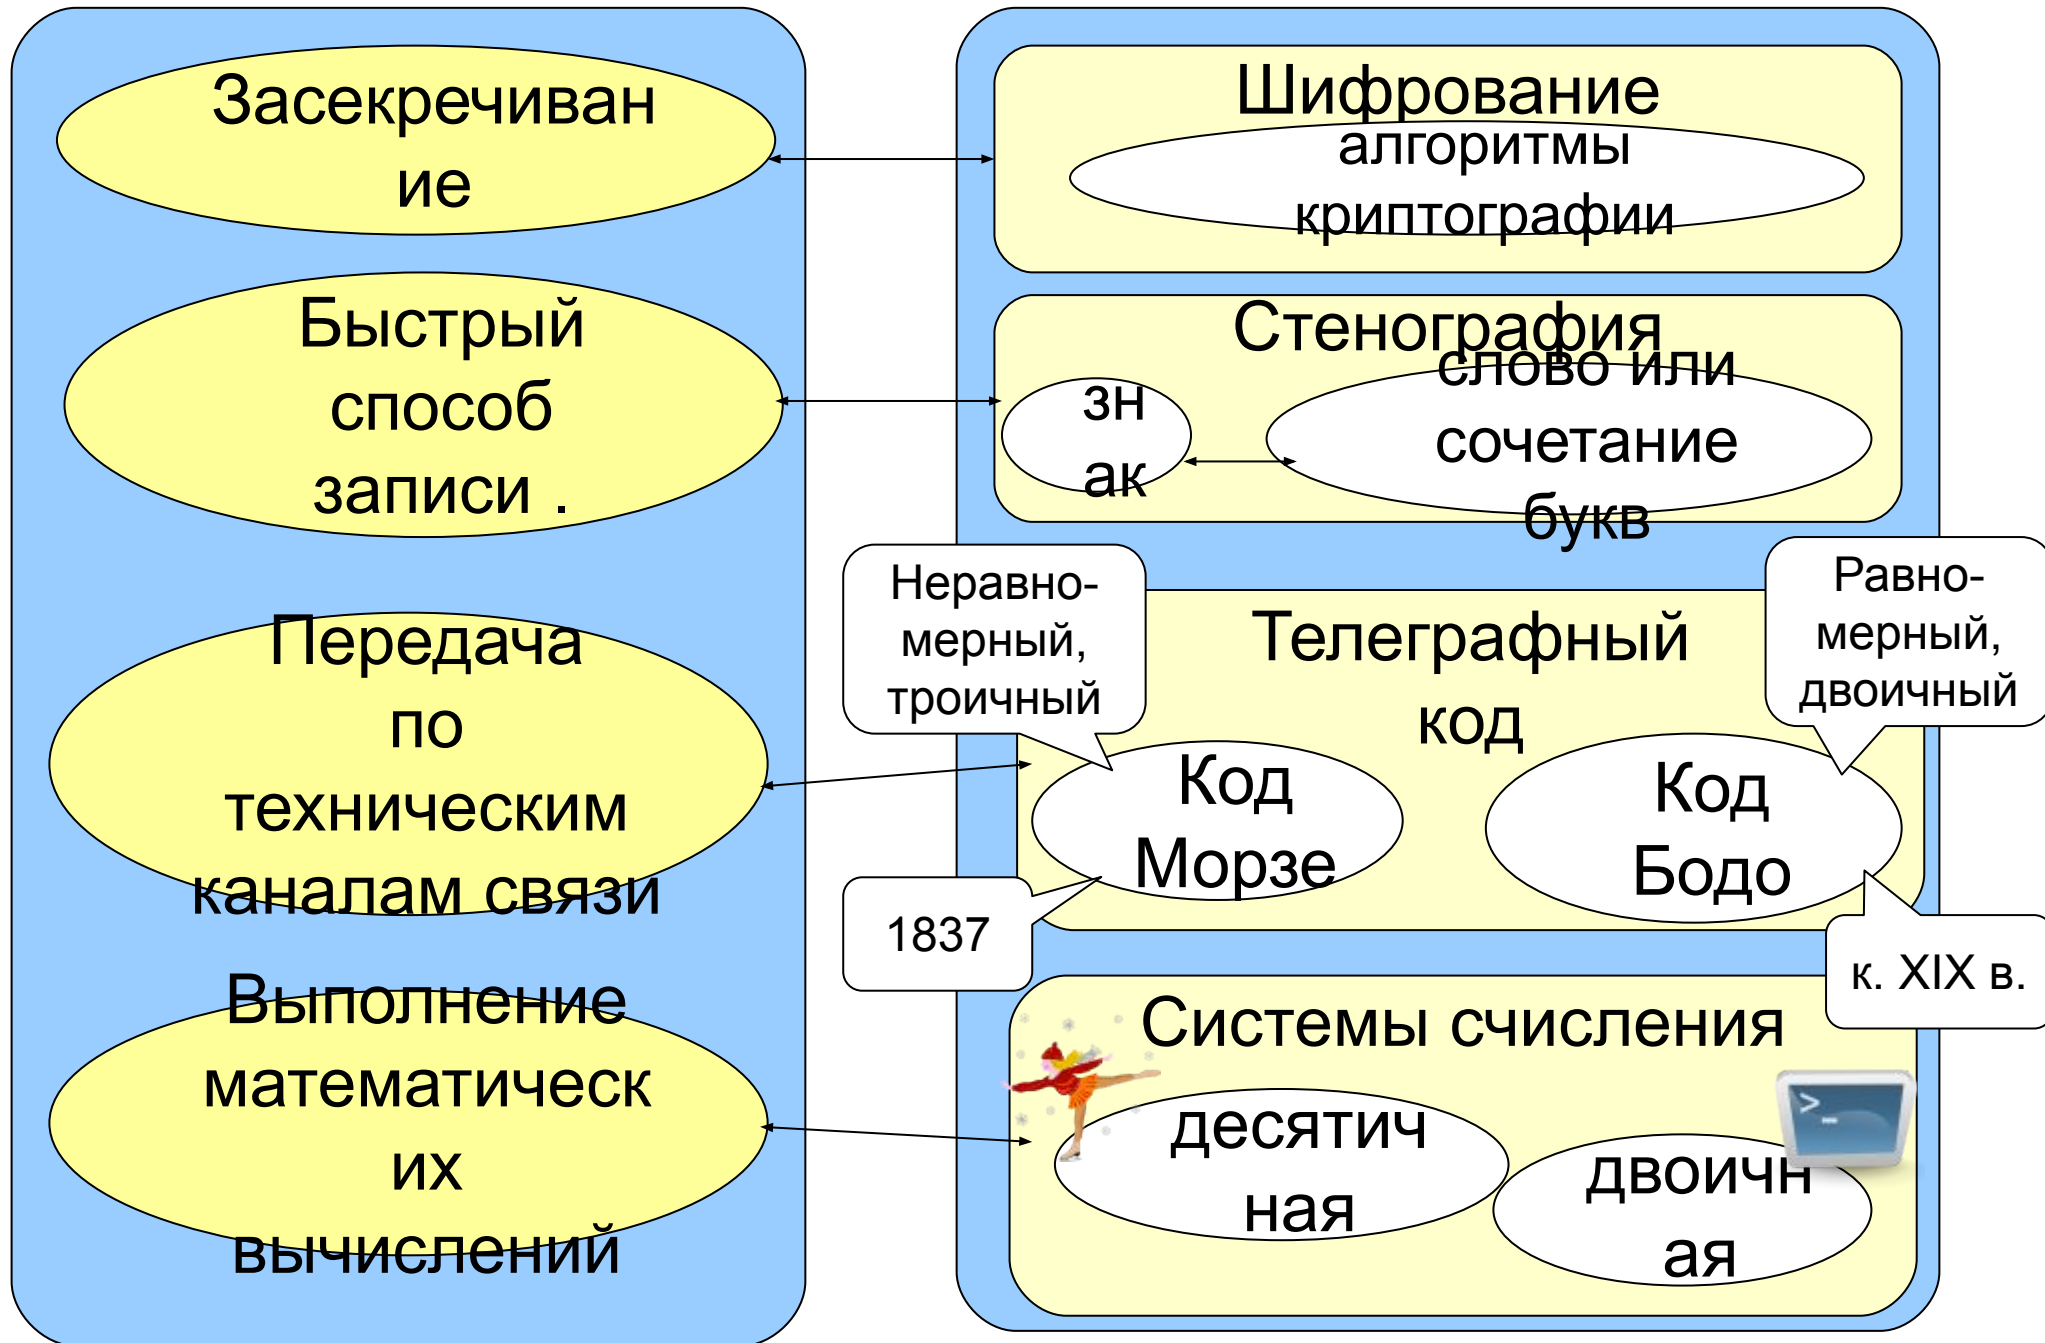 Засекречиван
ие
Быстрый
способ
записи .
Передача
по
техническим
каналам связи
Выполнение
математическ
их
вычислений
Шифрование
алгоритмы
криптографии
Стенография
зн
ак
слово или
сочетание
букв
Неравно-
мерный,
троичный
Телеграфный
код
Равно-
мерный,
двоичный
Код
Морзе
Код
Бодо
1837
к. XIX в.
Системы счисления
десятич
ная
>_
двоичн
ая